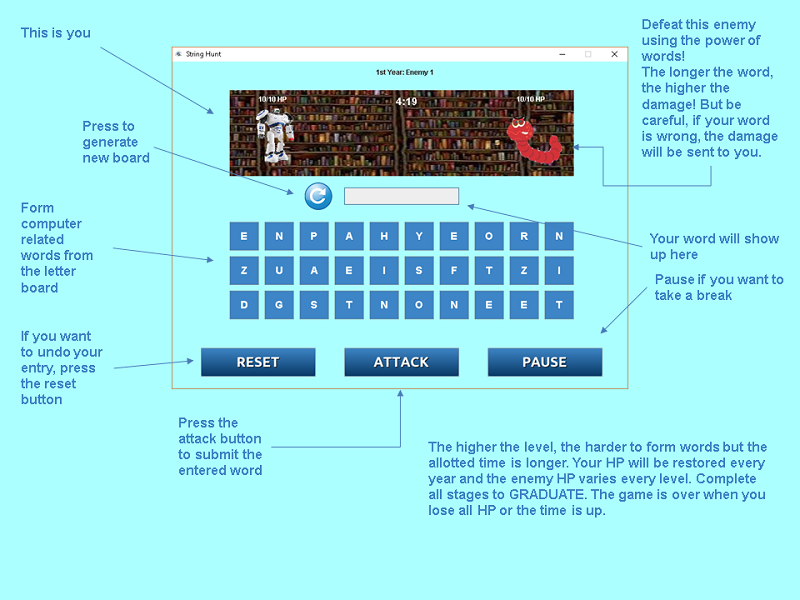 This is you
Defeat this enemy
using the power of
words!
The longer the word,
the higher the
damage! But be
careful, if your word
is wrong, the damage
will be sent to you.
String Hunt
1st Year: Enemy 1
10/10 HP
4:19
10/10 HP
Press to
generate
new board
Form
computer
related
words from
the letter
board
E N P A H Y E O R N
Z U A E I S F T Z I
D G S T N O N E E T
Your word will show
up here
Pause if you want to
take a break
If you want
to undo your
entry, press
the reset
button
RESET ATTACK PAUSE
Press the
attack button
to submit the
entered word
The higher the level, the harder to form words but the
allotted time is longer. Your HP will be restored every
year and the enemy HP varies every level. Complete
all stages to GRADUATE. The game is over when you
lose all HP or the time is up.